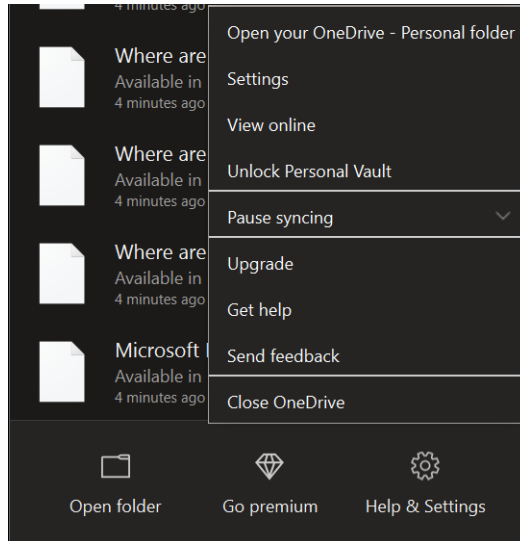 4 minutes ago
Where are
Available in
4 minutes ago
Where are
Available in
4 minutes ago
Where are
Available in
4 minutes ago
Microsoft
Available in
4 minutes ago
Open your OneDrive - Personal folder
Settings
View online
Unlock Personal Vault
Pause syncing
Upgrade
Get help
Send feedback
Close OneDrive
Open folder
Go premium
Help & Settings